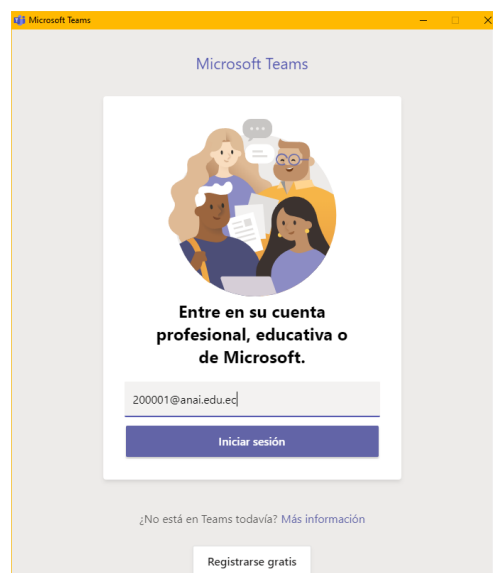 Microsoft Teams
Microsoft Teams
Entre en su cuenta
profesional, educativa o
de Microsoft.
200001@anai.edu.ec
Iniciar sesión
¿No está en Teams todavía? Más información
Registrarse gratis